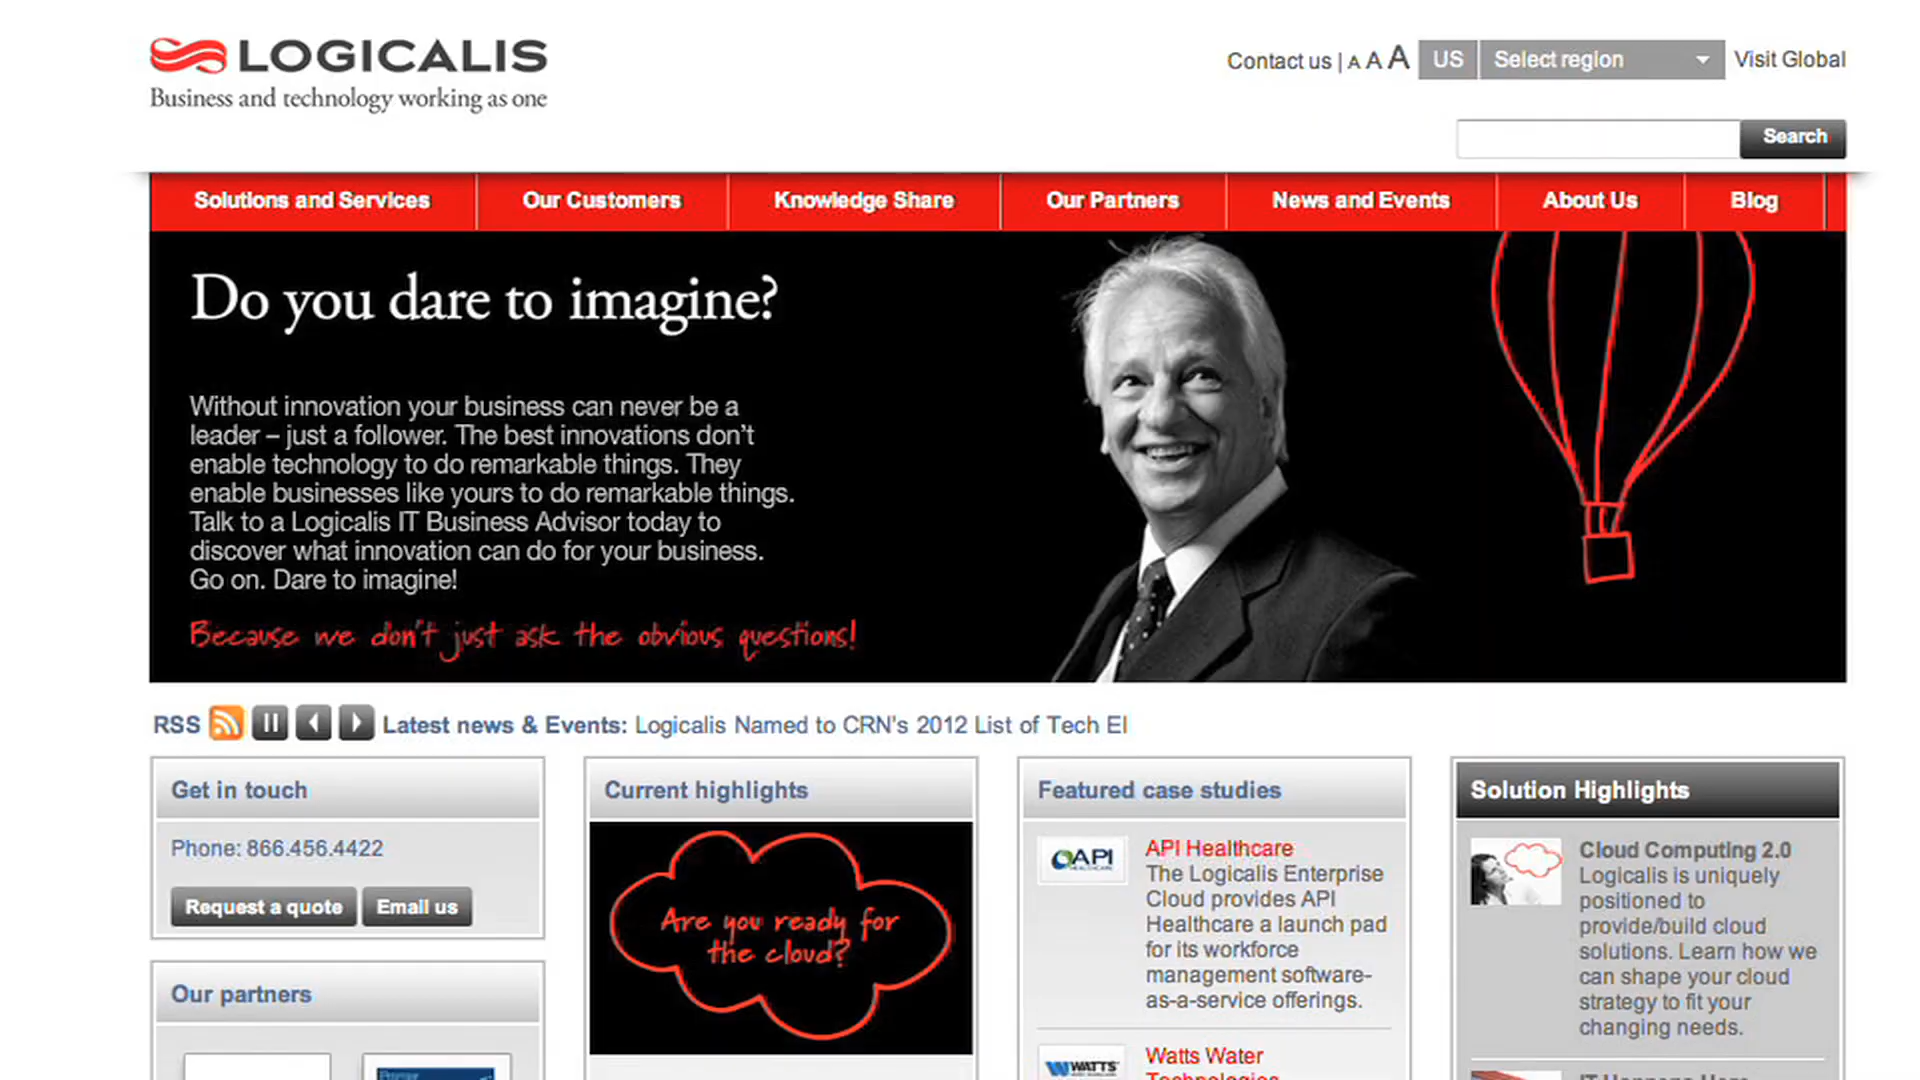 LOGICALIS
Business and technology working as one
Contact us | A A A US Select region Visit Global
Search
Solutions and Services Our Customers Knowledge Share Our Partners News and Events About Us Blog
Do you dare to imagine?
Without innovation your business can never be a
leader – just a follower. The best innovations don't
enable technology to do remarkable things. They
enable businesses like yours to do remarkable things.
Talk to a Logicalis IT Business Advisor today to
discover what innovation can do for your business.
Go on. Dare to imagine!
Because we don't just ask the obvious questions!
RSS Latest news & Events: Logicalis Named to CRN's 2012 List of Tech El
Get in touch
Phone: 866.456.4422
Request a quote Email us
Our partners
Premier
Current highlights
Are you ready for
the cloud?
Featured case studies
API
HEALTHCARE
API Healthcare
The Logicalis Enterprise
Cloud provides API
Healthcare a launch pad
for its workforce
management software-
as-a-service offerings.
WATTS
Watts Water
Technologies
Solution Highlights
Cloud Computing 2.0
Logicalis is uniquely
positioned to
provide/build cloud
solutions. Learn how we
can shape your cloud
strategy to fit your
changing needs.
IT Happens Here